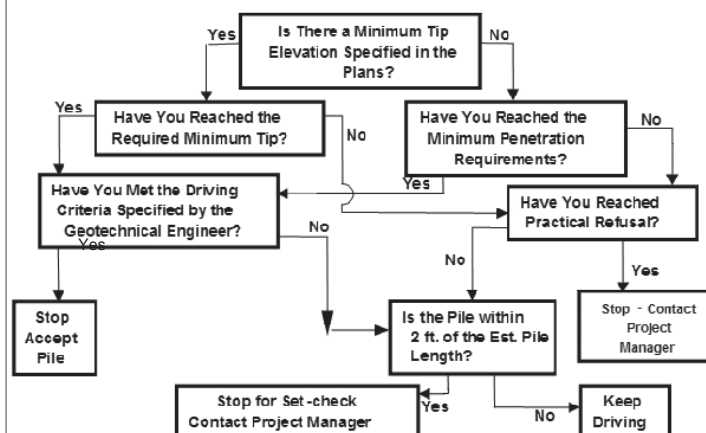 Is There a Minimum Tip
Elevation Specified in the
Plans?
Yes
No
Have You Reached the
Required Minimum Tip?
Have You Reached the
Minimum Penetration
Requirements?
Yes
No
No
Yes
Have You Met the Driving
Criteria Specified by the
Geotechnical Engineer?
Yes
No
Have You Reached
Practical Refusal?
No
Yes
Stop
Accept
Pile
Is the Pile within
2 ft. of the Est. Pile
Length?
Stop - Contact
Project
Manager
Yes
No
Stop for Set-check
Contact Project Manager
Keep
Driving